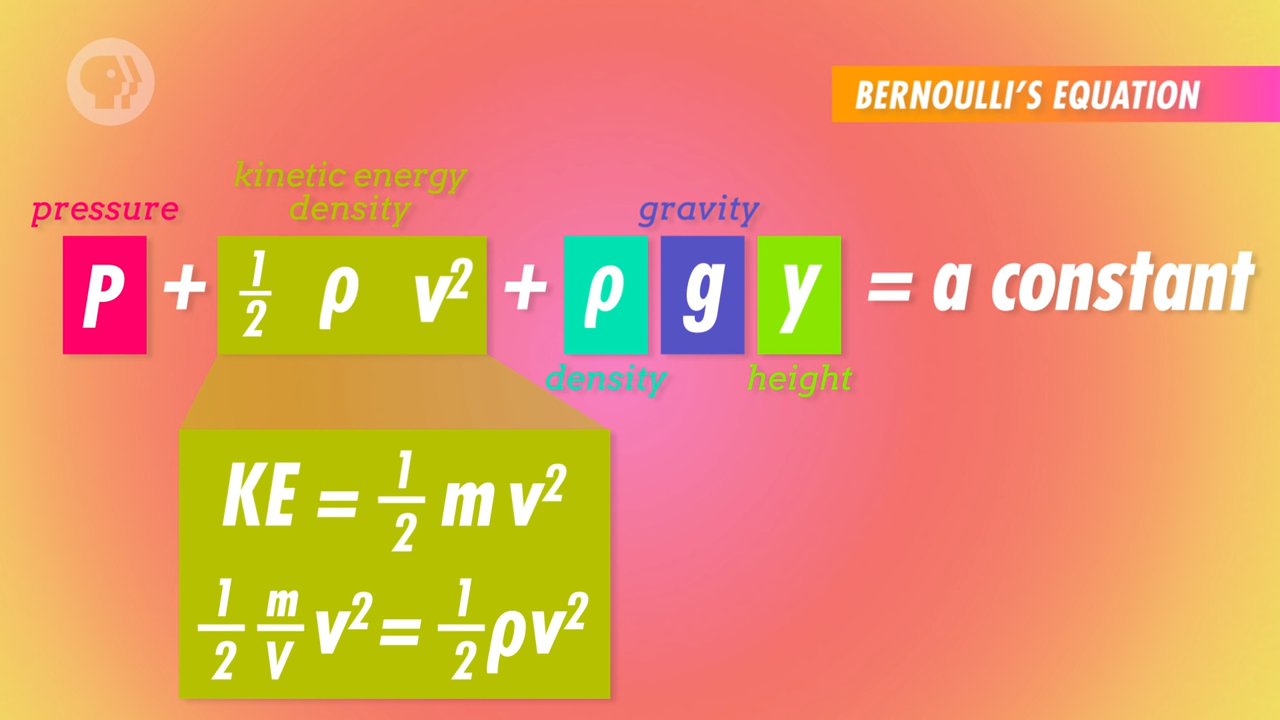 BERNOULLI'S EQUATION
kinetic energy
density
pressure
gravity
P + 1/2 ρ v² + ρ g y = a constant
density
height
KE = 1/2 m v²
1/2 m/V v² = 1/2 ρv²